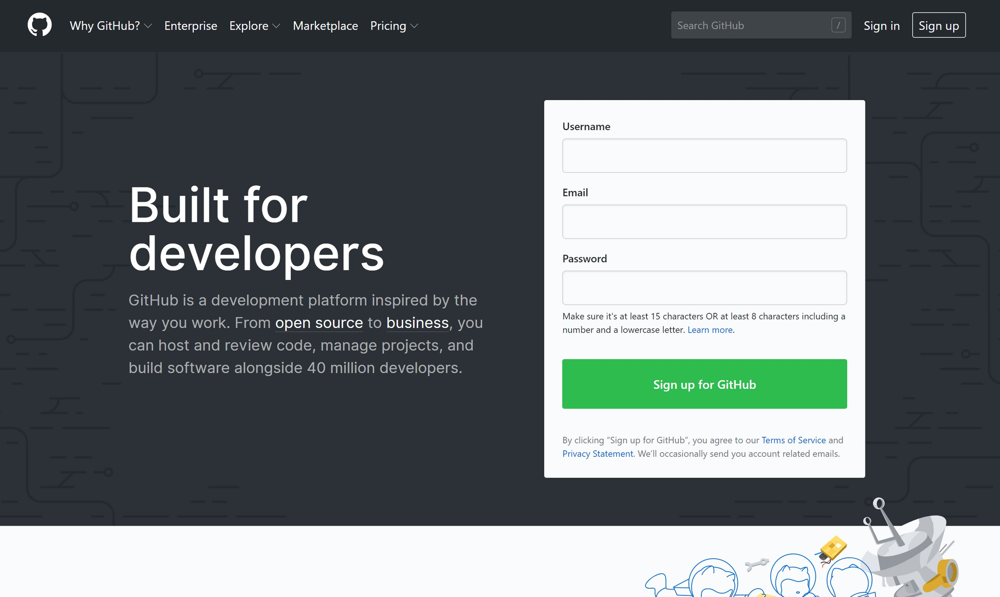 Why GitHub? Enterprise Explore Marketplace Pricing Search GitHub / Sign in Sign up
Built for
developers
GitHub is a development platform inspired by the
way you work. From open source to business, you
can host and review code, manage projects, and
build software alongside 40 million developers.
Username
Email
Password
Make sure it's at least 15 characters OR at least 8 characters including a
number and a lowercase letter. Learn more.
Sign up for GitHub
By clicking “Sign up for GitHub”, you agree to our Terms of Service and
Privacy Statement. We’ll occasionally send you account related emails.